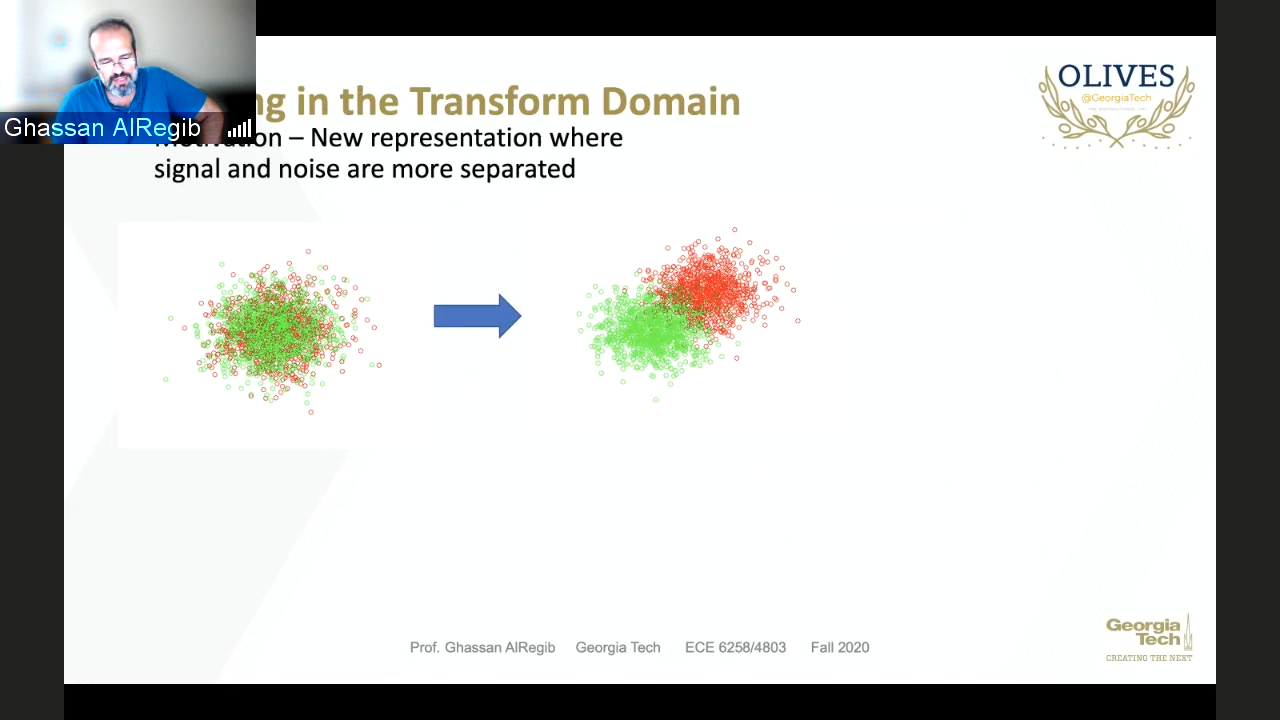 Ghassan AlRegib
in the Transform Domain
– New representation where
signal and noise are more separated
OLIVES
@GeorgiaTech
Prof. Ghassan AlRegib Georgia Tech ECE 6258/4803 Fall 2020
Georgia
Tech
CREATING THE NEXT